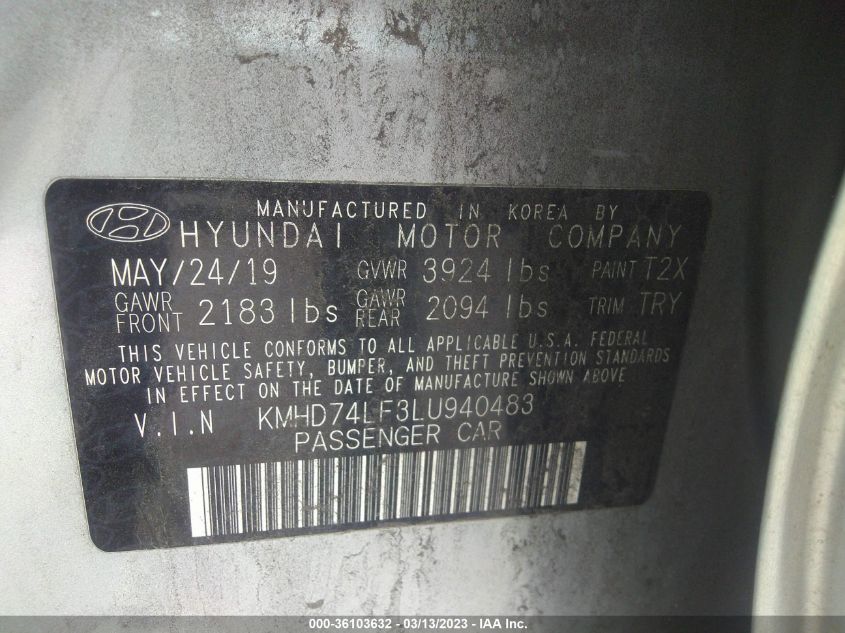 MANUFACTURED IN KOREA BY
HYUNDAI MOTOR COMPANY
MAY/24/19 GVWR 3924 lbs PAINT T2X
GAWR FRONT 2183 lbs GAWR REAR 2094 lbs TRIM TRY
THIS VEHICLE CONFORMS TO ALL APPLICABLE U.S.A. FEDERAL
MOTOR VEHICLE SAFETY, BUMPER, AND THEFT PREVENTION STANDARDS
IN EFFECT ON THE DATE OF MANUFACTURE SHOWN ABOVE
V.I.N KMHD74LF3LU940483
PASSENGER CAR
000-36103632 - 03/13/2023 - IAA Inc.